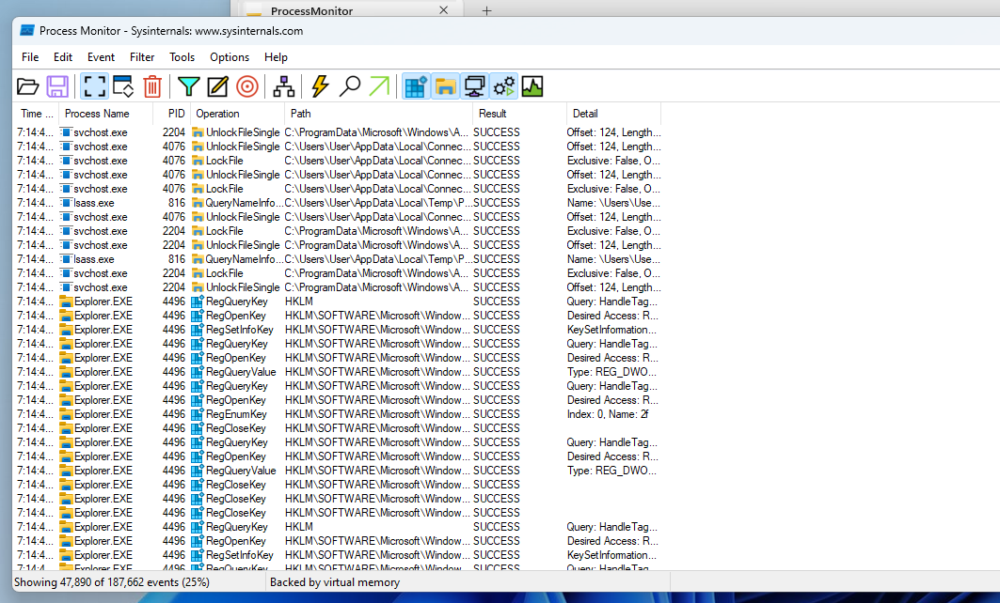 ProcessMonitor
Process Monitor - Sysinternals: www.sysinternals.com
File Edit Event Filter Tools Options Help
Time ... Process Name PID Operation Path Result Detail
7:14:4... svchost.exe 2204 UnlockFileSingle C:\ProgramData\Microsoft\Windows\A... SUCCESS Offset: 124, Length...
7:14:4... svchost.exe 4076 UnlockFileSingle C:\Users\User\AppData\Local\Connec... SUCCESS Offset: 124, Length...
7:14:4... svchost.exe 4076 LockFile C:\Users\User\AppData\Local\Connec... SUCCESS Exclusive: False, O...
7:14:4... svchost.exe 4076 UnlockFileSingle C:\Users\User\AppData\Local\Connec... SUCCESS Offset: 124, Length...
7:14:4... svchost.exe 4076 LockFile C:\Users\User\AppData\Local\Connec... SUCCESS Exclusive: False, O...
7:14:4... lsass.exe 816 QueryNameInfo... C:\Users\User\AppData\Local\Temp\P... SUCCESS Name: \Users\Use...
7:14:4... svchost.exe 4076 UnlockFileSingle C:\Users\User\AppData\Local\Connec... SUCCESS Offset: 124, Length...
7:14:4... svchost.exe 2204 LockFile C:\ProgramData\Microsoft\Windows\A... SUCCESS Exclusive: False, O...
7:14:4... svchost.exe 2204 UnlockFileSingle C:\ProgramData\Microsoft\Windows\A... SUCCESS Offset: 124, Length...
7:14:4... lsass.exe 816 QueryNameInfo... C:\Users\User\AppData\Local\Temp\P... SUCCESS Name: \Users\Use...
7:14:4... svchost.exe 2204 LockFile C:\ProgramData\Microsoft\Windows\A... SUCCESS Exclusive: False, O...
7:14:4... svchost.exe 2204 UnlockFileSingle C:\ProgramData\Microsoft\Windows\A... SUCCESS Offset: 124, Length...
7:14:4... Explorer.EXE 4496 RegQueryKey HKLM SUCCESS Query: HandleTag...
7:14:4... Explorer.EXE 4496 RegOpenKey HKLM\SOFTWARE\Microsoft\Window... SUCCESS Desired Access: R...
7:14:4... Explorer.EXE 4496 RegSetInfoKey HKLM\SOFTWARE\Microsoft\Window... SUCCESS KeySetInformation...
7:14:4... Explorer.EXE 4496 RegQueryKey HKLM\SOFTWARE\Microsoft\Window... SUCCESS Query: HandleTag...
7:14:4... Explorer.EXE 4496 RegOpenKey HKLM\SOFTWARE\Microsoft\Window... SUCCESS Desired Access: R...
7:14:4... Explorer.EXE 4496 RegQueryValue HKLM\SOFTWARE\Microsoft\Window... SUCCESS Type: REG_DWO...
7:14:4... Explorer.EXE 4496 RegQueryKey HKLM\SOFTWARE\Microsoft\Window... SUCCESS Query: HandleTag...
7:14:4... Explorer.EXE 4496 RegOpenKey HKLM\SOFTWARE\Microsoft\Window... SUCCESS Desired Access: R...
7:14:4... Explorer.EXE 4496 RegEnumKey HKLM\SOFTWARE\Microsoft\Window... SUCCESS Index: 0, Name: 2f
7:14:4... Explorer.EXE 4496 RegCloseKey HKLM\SOFTWARE\Microsoft\Window... SUCCESS
7:14:4... Explorer.EXE 4496 RegQueryKey HKLM\SOFTWARE\Microsoft\Window... SUCCESS Query: HandleTag...
7:14:4... Explorer.EXE 4496 RegOpenKey HKLM\SOFTWARE\Microsoft\Window... SUCCESS Desired Access: R...
7:14:4... Explorer.EXE 4496 RegQueryValue HKLM\SOFTWARE\Microsoft\Window... SUCCESS Type: REG_DWO...
7:14:4... Explorer.EXE 4496 RegCloseKey HKLM\SOFTWARE\Microsoft\Window... SUCCESS
7:14:4... Explorer.EXE 4496 RegCloseKey HKLM\SOFTWARE\Microsoft\Window... SUCCESS
7:14:4... Explorer.EXE 4496 RegCloseKey HKLM\SOFTWARE\Microsoft\Window... SUCCESS
7:14:4... Explorer.EXE 4496 RegQueryKey HKLM SUCCESS Query: HandleTag...
7:14:4... Explorer.EXE 4496 RegOpenKey HKLM\SOFTWARE\Microsoft\Window... SUCCESS Desired Access: R...
7:14:4... Explorer.EXE 4496 RegSetInfoKey HKLM\SOFTWARE\Microsoft\Window... SUCCESS KeySetInformation...
7:14:4... Explorer.EXE 4496 RegQueryKey HKLM\SOFTWARE\Microsoft\Window... SUCCESS Query: HandleTag...
Showing 47,890 of 187,662 events (25%) Backed by virtual memory